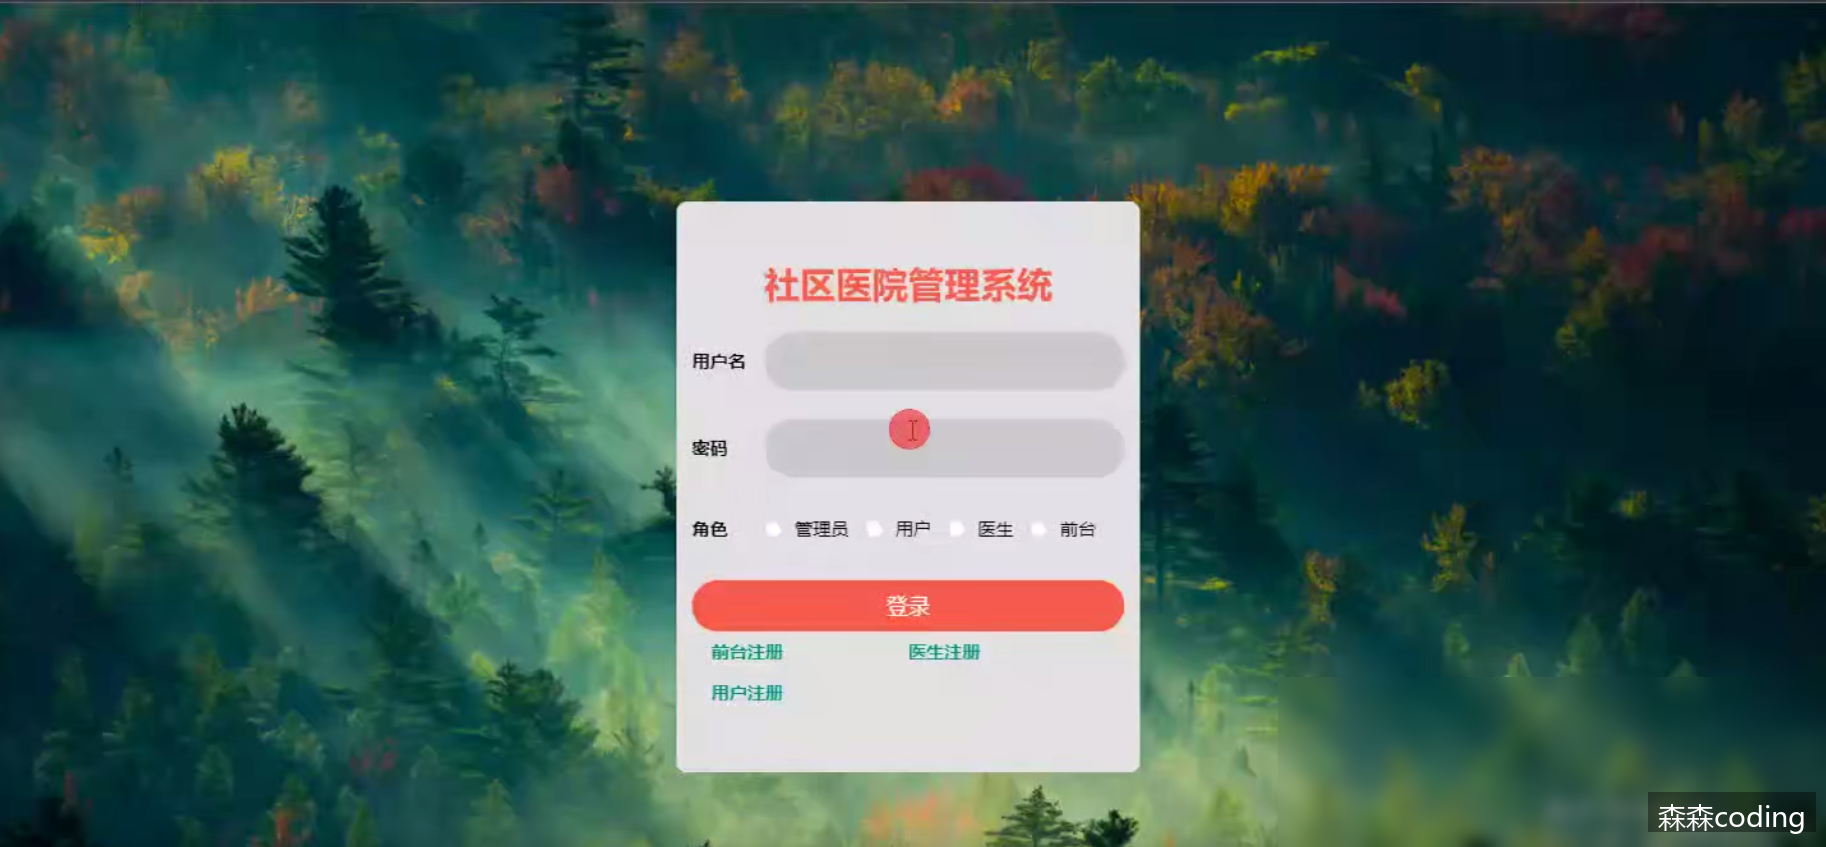 社区医院管理系统
用户名
密码
角色 管理员 用户 医生 前台
登录
前台注册 医生注册
用户注册
森森coding